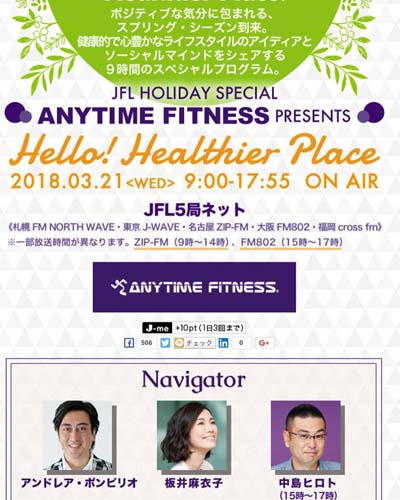 ポジティブな気分に包まれる、
スプリング・シーズン到来。
健康的で心豊かなライフスタイルのアイディアと
ソーシャルマインドをシェアする
9時間のスペシャルプログラム。
JFL HOLIDAY SPECIAL
ANYTIME FITNESS PRESENTS
Hello! Healthier Place
2018.03.21<WED> 9:00-17:55 ON AIR
JFL5局ネット
《札幌 FM NORTH WAVE・東京 J-WAVE・名古屋 ZIP-FM・大阪 FM802・福岡 cross fm》
※一部放送時間が異なります。ZIP-FM（9時〜14時）、FM802（15時〜17時）
ANYTIME FITNESS®
J-me +10pt（1日3回まで）
506 チェック 0 G+
Navigator
アンドレア・ポンピリオ
板井麻衣子
中島ヒロト
（15時〜17時）